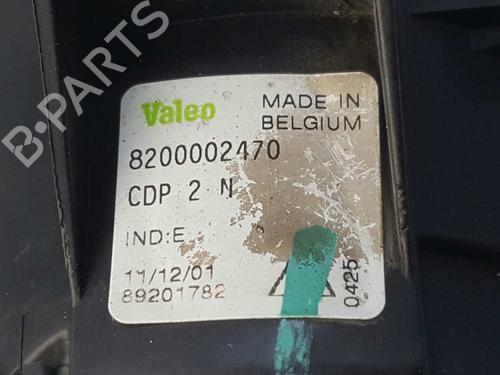 B-PARTS
Valeo
MADE IN
BELGIUM
8200002470
CDP 2 N
IND:E
11/12/01
89201782
0425